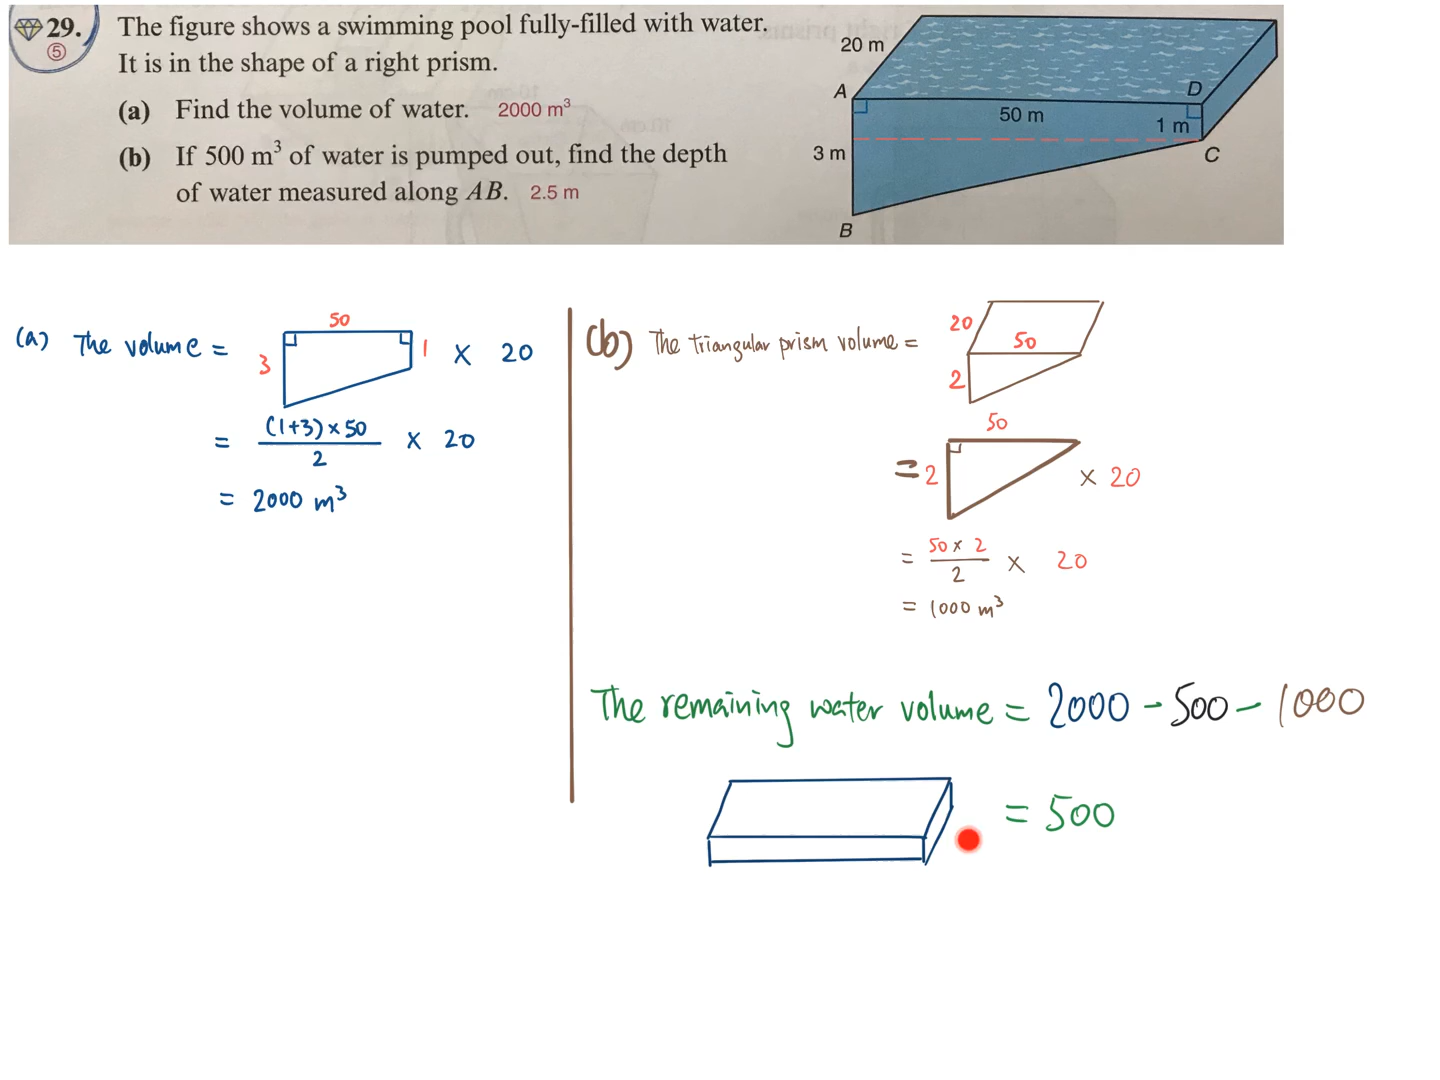 29.
5
The figure shows a swimming pool fully-filled with water.
It is in the shape of a right prism.
(a) Find the volume of water. 2000 m³
(b) If 500 m³ of water is pumped out, find the depth
of water measured along AB. 2.5 m
20 m
A
D
50 m
1 m
3 m
C
B
(a) The volume =
50
3
1
× 20
= (1+3)×50 / 2 × 20
= 2000 m³
(b) The triangular prism volume =
20
50
2
50
= 2
× 20
= 50 × 2 / 2 × 20
= 1000 m³
The remaining water volume = 2000 - 500 - 1000
= 500